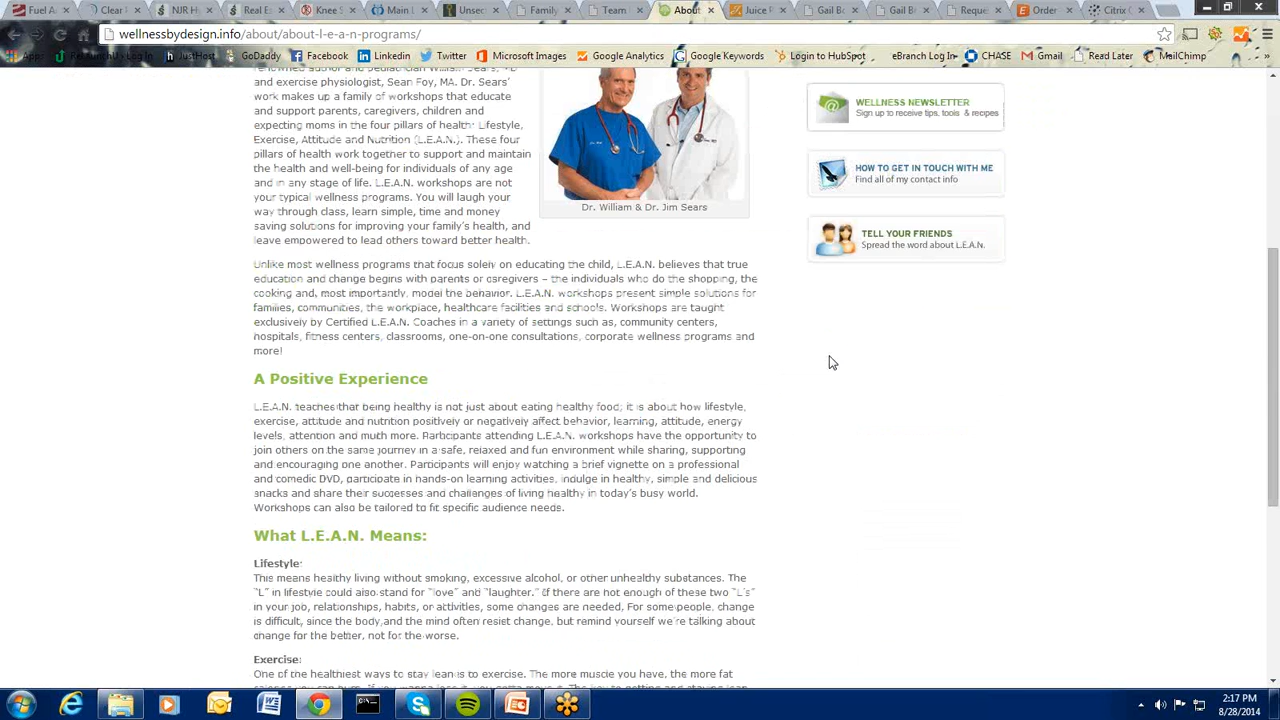 Fuel A
Clear
NJR H
Real E
Knee S
Main L
Unsec
Family
Team
About
Juice P
Gail Bo
Gail Bo
Reque
Order
Citrix O
wellnessbydesign.info/about/about-l-e-a-n-programs/
Apps
JustHost
GoDaddy
Facebook
Linkedin
Twitter
Microsoft Images
Google Analytics
Google Keywords
Login to HubSpot
eBranch Log In
CHASE
Gmail
Read Later
MailChimp
and exercise physiologist, Sean Foy, MA. Dr. Sears'
work makes up a family of workshops that educate
and support parents, caregivers, children and
expecting moms in the four pillars of health: Lifestyle,
Exercise, Attitude and Nutrition (L.E.A.N.). These four
pillars of health work together to support and maintain
the health and well-being for individuals of any age
and in any stage of life. L.E.A.N. workshops are not
your typical wellness programs. You will laugh your
way through class, learn simple, time and money
saving solutions for improving your family's health, and
leave empowered to lead others toward better health.
Dr. William & Dr. Jim Sears
Unlike most wellness programs that focus solely on educating the child, L.E.A.N. believes that true
education and change begins with parents or caregivers – the individuals who do the shopping, the
cooking and, most importantly, model the behavior. L.E.A.N. workshops present simple solutions for
families, communities, the workplace, healthcare facilities and schools. Workshops are taught
exclusively by Certified L.E.A.N. Coaches in a variety of settings such as, community centers,
hospitals, fitness centers, classrooms, one-on-one consultations, corporate wellness programs and
more!
A Positive Experience
L.E.A.N. teaches that being healthy is not just about eating healthy food; it is about how lifestyle,
exercise, attitude and nutrition positively or negatively affect behavior, learning, attitude, energy
levels, attention and much more. Participants attending L.E.A.N. workshops have the opportunity to
join others on the same journey in a safe, relaxed and fun environment while sharing, supporting
and encouraging one another. Participants will enjoy watching a brief vignette on a professional
and comedic DVD, participate in hands-on learning activities, indulge in healthy, simple and delicious
snacks and share their successes and challenges of living healthy in today's busy world.
Workshops can also be tailored to fit specific audience needs.
What L.E.A.N. Means:
Lifestyle:
This means healthy living without smoking, excessive alcohol, or other unhealthy substances. The
"L" in lifestyle could also stand for "love" and "laughter." If there are not enough of these two "L's"
in your job, relationships, habits, or activities, some changes are needed. For some people, change
is difficult, since the body and the mind often resist change, but remind yourself we're talking about
change for the better, not for the worse.
Exercise:
One of the healthiest ways to stay lean is to exercise. The more muscle you have, the more fat
WELLNESS NEWSLETTER
Sign up to receive tips, tools & recipes
HOW TO GET IN TOUCH WITH ME
Find all of my contact info
TELL YOUR FRIENDS
Spread the word about L.E.A.N.
2:17 PM
8/28/2014